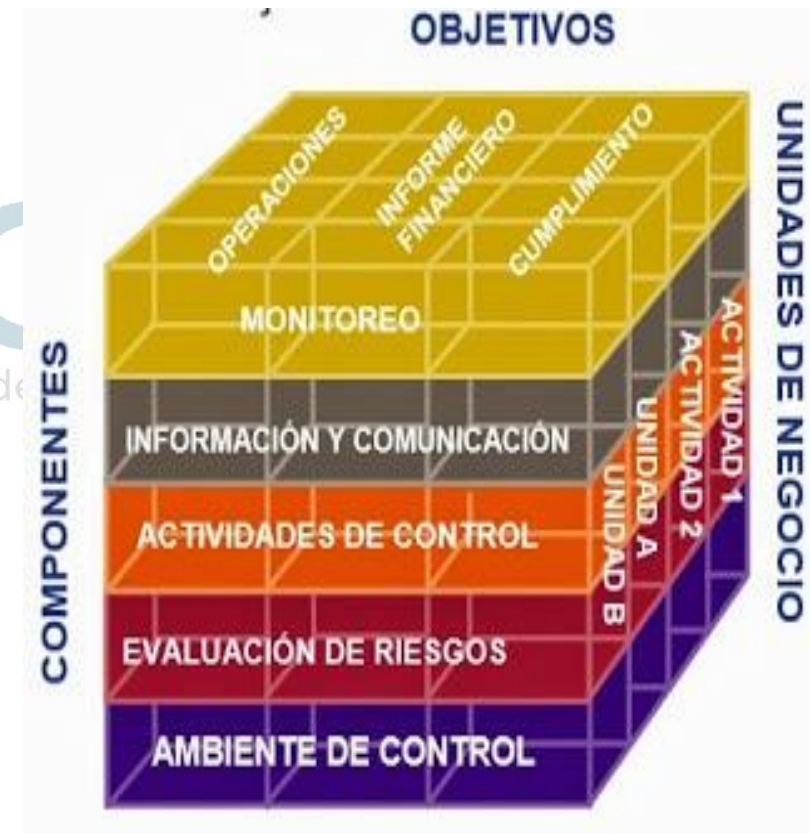 OBJETIVOS
OPERACIONES
INFORME
FINANCIERO
CUMPLIMIENTO
MONITOREO
INFORMACIÓN Y COMUNICACIÓN
ACTIVIDADES DE CONTROL
EVALUACIÓN DE RIESGOS
AMBIENTE DE CONTROL
COMPONENTES
UNIDAD B
UNIDAD A
ACTIVIDAD 2
ACTIVIDAD 1
UNIDADES DE NEGOCIO